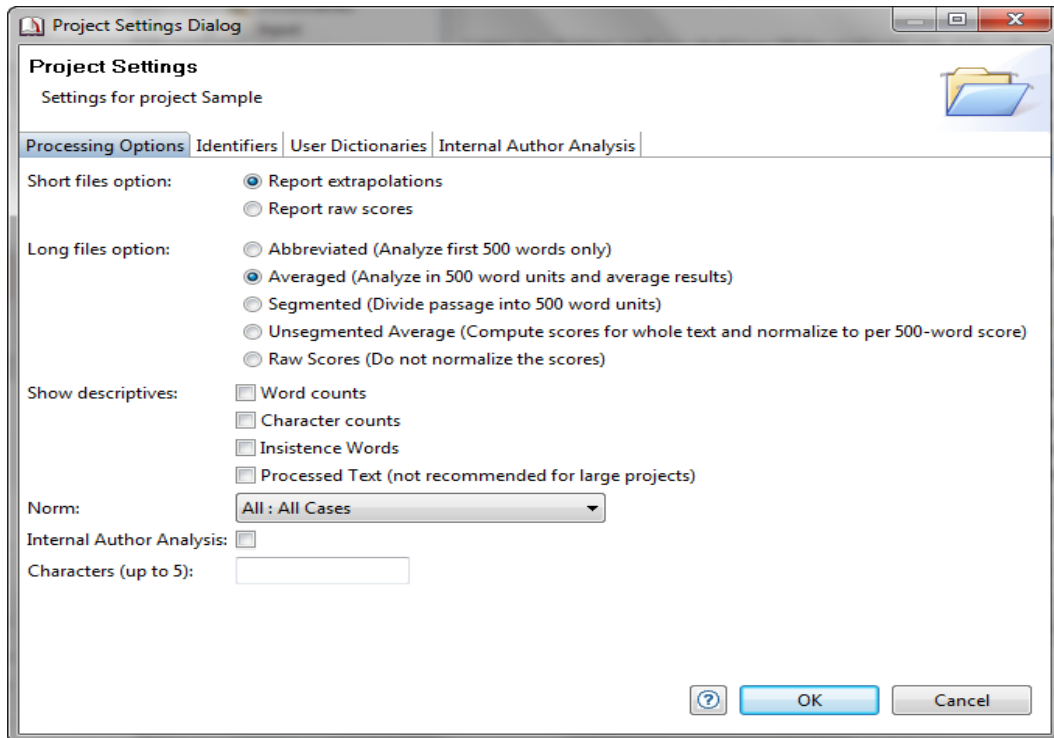 Project Settings Dialog
Input
Project Settings
Settings for project Sample
Processing Options Identifiers User Dictionaries Internal Author Analysis
Short files option: Report extrapolations
Report raw scores
Long files option: Abbreviated (Analyze first 500 words only)
Averaged (Analyze in 500 word units and average results)
Segmented (Divide passage into 500 word units)
Unsegmented Average (Compute scores for whole text and normalize to per 500-word score)
Raw Scores (Do not normalize the scores)
Show descriptives: Word counts
Character counts
Insistence Words
Processed Text (not recommended for large projects)
Norm: All : All Cases
Internal Author Analysis:
Characters (up to 5):
? OK Cancel